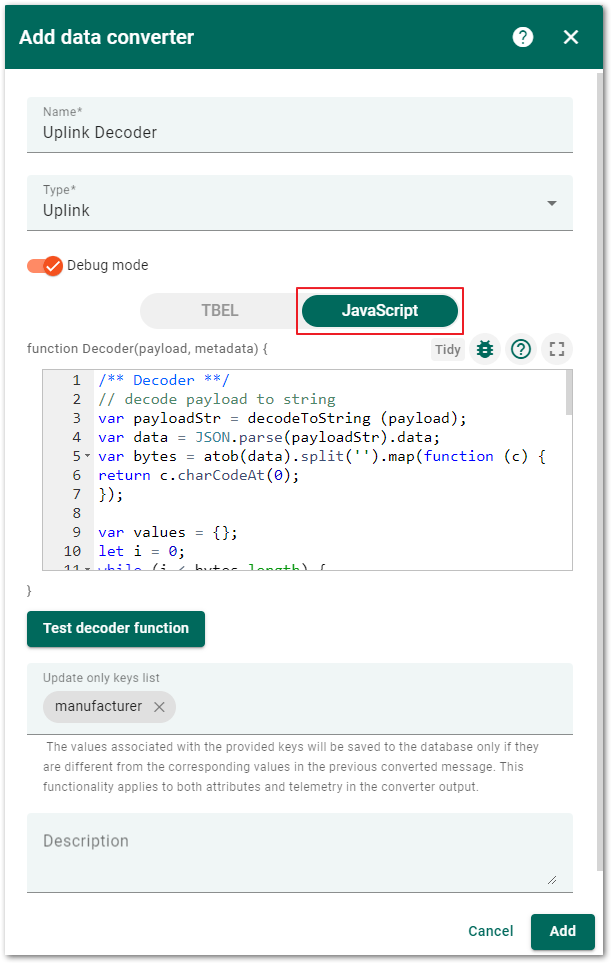 Add data converter
Name*
Uplink Decoder
Type*
Uplink
Debug mode
TBEL
JavaScript
function Decoder(payload, metadata) {
Tidy
1 /** Decoder **/
2 // decode payload to string
3 var payloadStr = decodeToString (payload);
4 var data = JSON.parse(payloadStr).data;
5 var bytes = atob(data).split('').map(function (c) {
6 return c.charCodeAt(0);
7 });
8
9 var values = {};
10 let i = 0;
11 while (i < bytes.length) {
}
Test decoder function
Update only keys list
manufacturer
The values associated with the provided keys will be saved to the database only if they
are different from the corresponding values in the previous converted message. This
functionality applies to both attributes and telemetry in the converter output.
Description
Cancel
Add